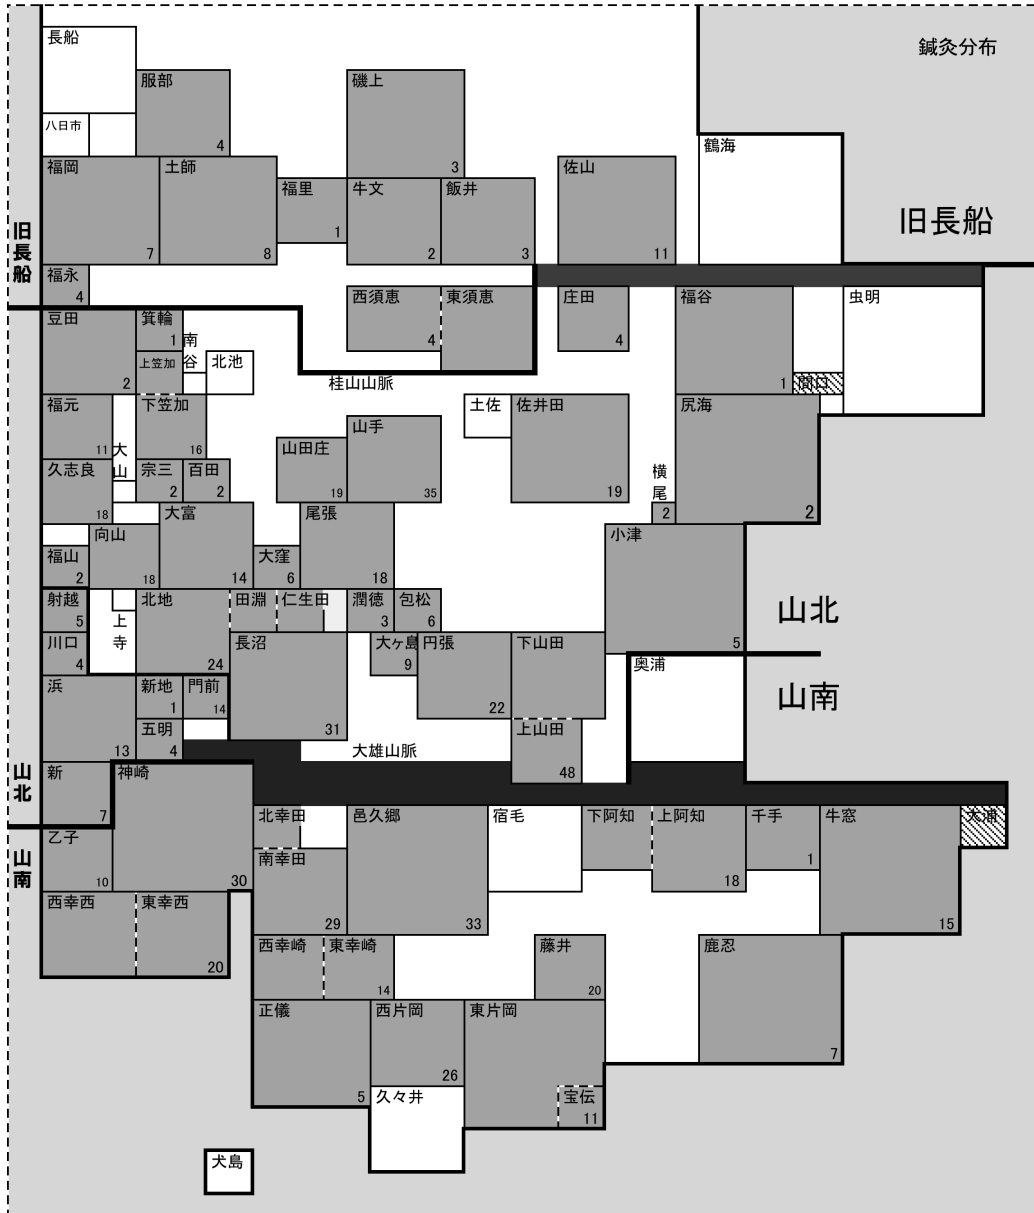 鍼灸分布
長船
服部
4
磯上
3
八日市
鶴海
福岡
7
土師
8
福里
1
牛文
2
飯井
3
佐山
11
旧長船
旧長船
福永
4
西須恵
4
東須恵
庄田
4
福谷
1
虫明
間口
豆田
2
箕輪
1
南谷
上笠加
北池
桂山山脈
福元
11
大山
下笠加
16
山田庄
19
山手
35
土佐
佐井田
19
尻海
2
久志良
18
宗三
2
百田
2
横尾
2
向山
18
大富
14
大窪
6
尾張
18
小津
5
福山
2
射越
5
上寺
北地
24
田淵
仁生田
潤徳
3
包松
6
山北
川口
4
長沼
31
大ヶ島
9
円張
22
下山田
奥浦
山南
浜
13
新地
1
門前
14
五明
4
上山田
48
大雄山脈
山北
新
7
神崎
30
山南
乙子
10
北幸田
邑久郷
33
宿毛
下阿知
上阿知
18
千手
1
牛窓
15
大浦
南幸田
29
西幸西
東幸西
20
西幸崎
東幸崎
14
藤井
20
鹿忍
7
正儀
5
西片岡
26
東片岡
久々井
宝伝
11
犬島